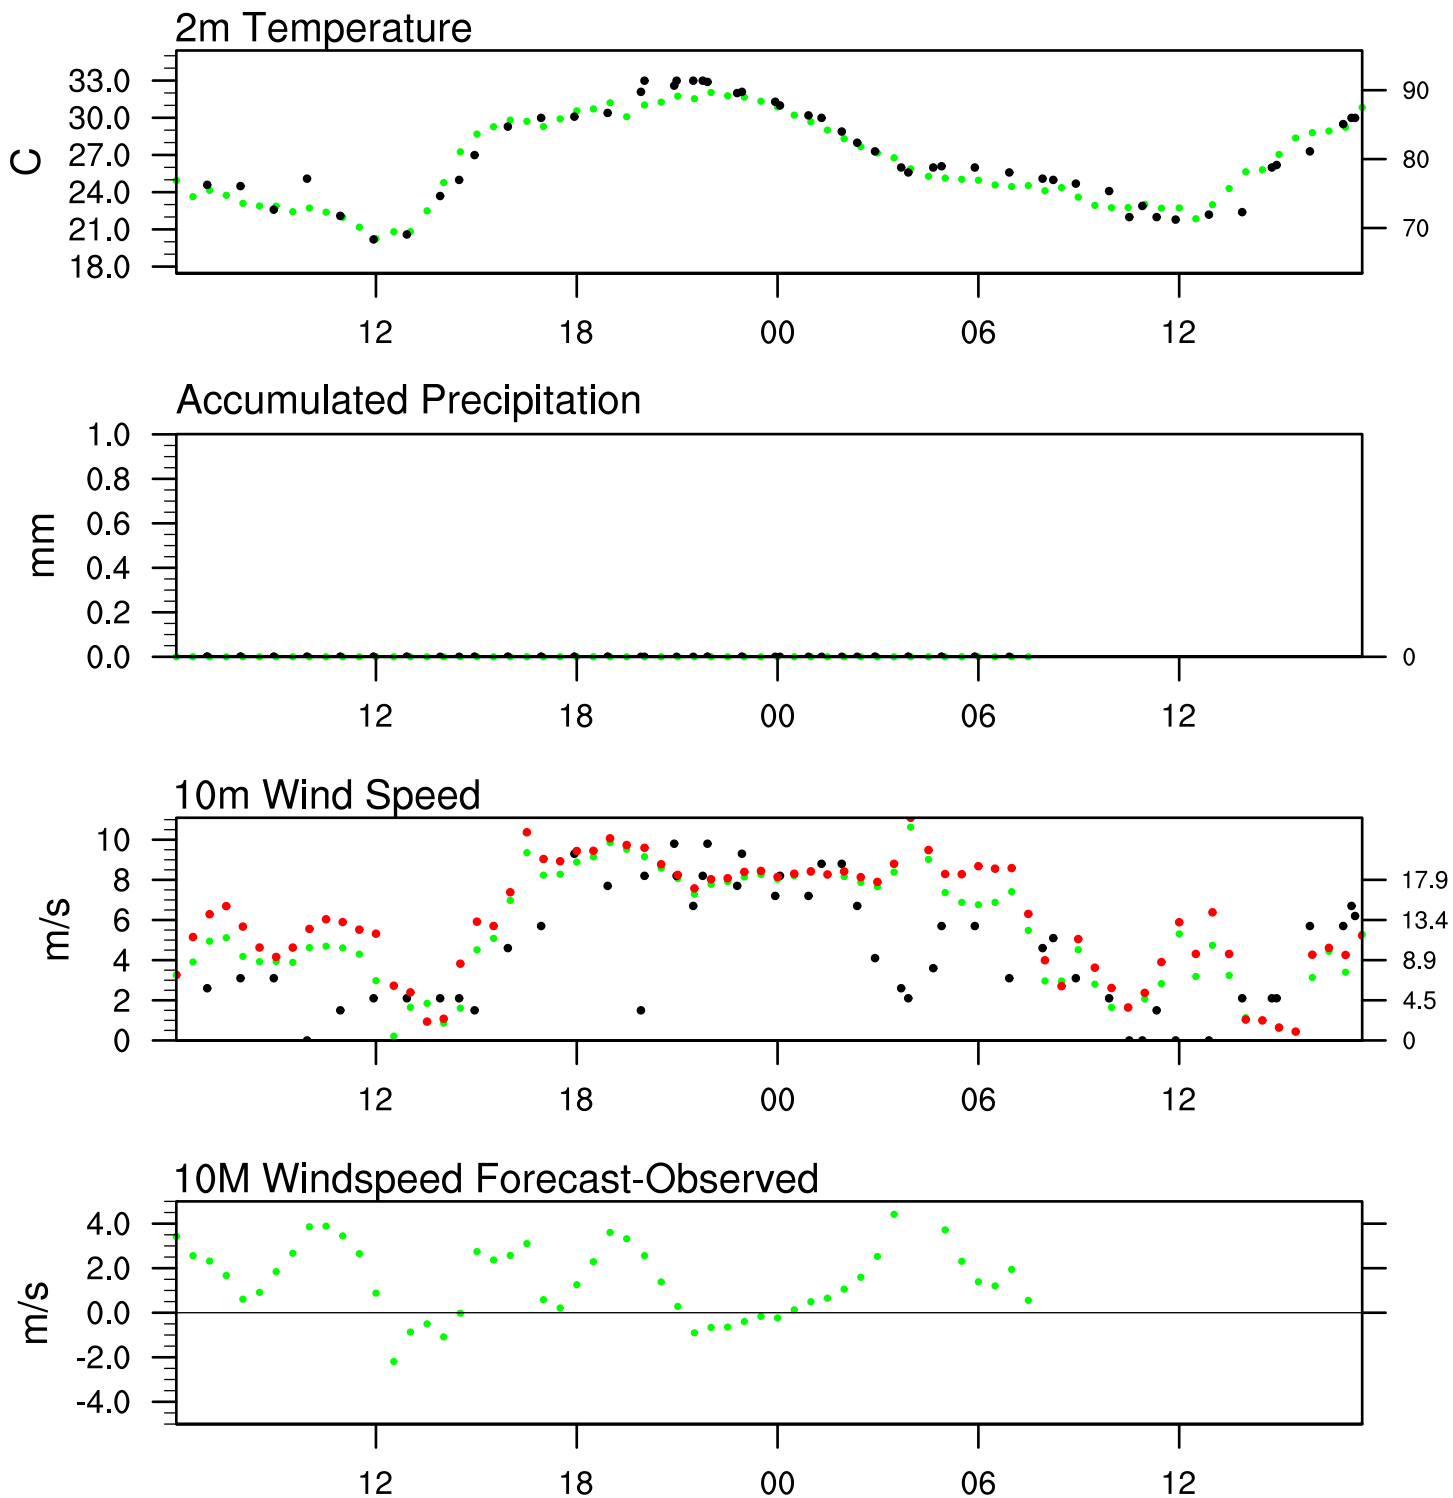 2m Temperature
33.0
30.0
27.0
24.0
21.0
18.0
C
90
80
70
12 18 00 06 12
Accumulated Precipitation
1.0
0.8
0.6
0.4
0.2
0.0
mm
0
12 18 00 06 12
10m Wind Speed
10
8
6
4
2
0
m/s
17.9
13.4
8.9
4.5
0
12 18 00 06 12
10M Windspeed Forecast-Observed
4.0
2.0
0.0
-2.0
-4.0
m/s
12 18 00 06 12